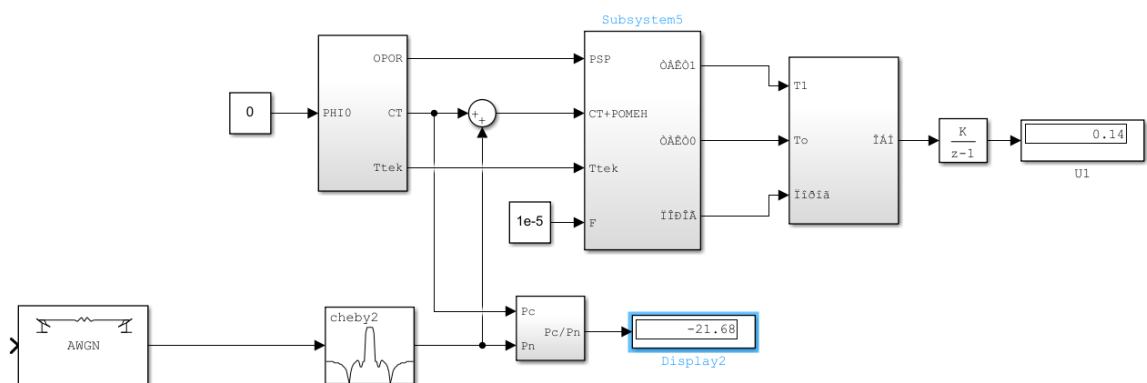 Subsystem5
OPOR
PSP
ÒÀÊÒ1
T1
0
PHI0
CT
+
+
CT+POMEH
ÒÀÊÒ0
To
ÎÁÍ
K
z-1
0.14
U1
Ttek
Ttek
1e-5
F
ÏÎÐÎÃ
Ïîðîã
AWGN
cheby2
Pc
Pn
Pc/Pn
-21.68
Display2